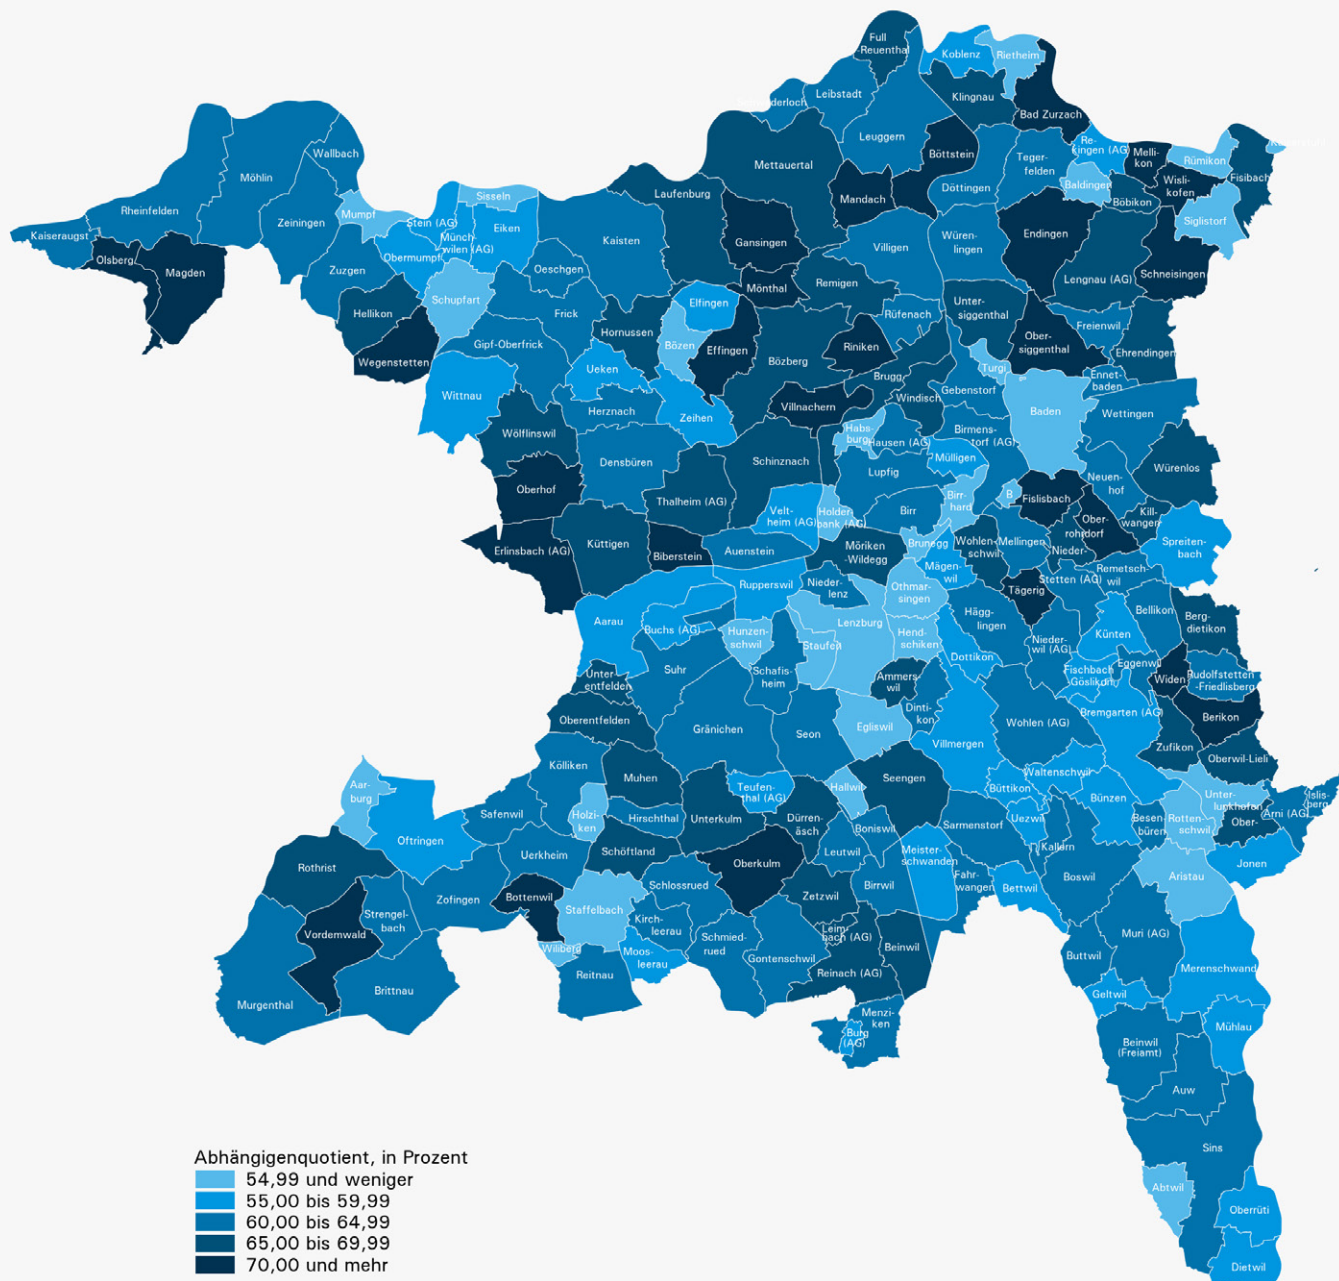 Full
-Reuenthal
Koblenz
Rietheim
Leibstadt
Klingnau
Bad Zurzach
Leuggern
Böttstein
Re-
kingen (AG)
Melli-
kon
Rümikon
Wallbach
Mettauertal
Teger-
felden
Wisli-
kofen
Fisibach
Möhlin
Laufenburg
Mandach
Döttingen
Baldingen
Böbikon
Sisseln
Rheinfelden
Mumpf
Zeiningen
Stein (AG)
Eiken
Siglistorf
Kaiseraugst
Münch-
wilen (AG)
Kaisten
Gansingen
Villigen
Würen-
lingen
Endingen
Obermumpf
Olsberg
Magden
Zuzgen
Oeschgen
Mönthal
Remigen
Lengnau (AG)
Schneisingen
Schupfart
Elfingen
Hellikon
Frick
Hornussen
Rüfenach
Unter-
siggenthal
Freienwil
Gipf-Oberfrick
Bözen
Effingen
Riniken
Ober-
siggenthal
Ehrendingen
Wegenstetten
Ueken
Bözberg
Turgi
Ennet-
baden
Brugg
Gebenstorf
Wittnau
Herznach
Zeihen
Villnachern
Windisch
Baden
Wettingen
Wölflinswil
Habs-
burg
Hausen (AG)
Birmens-
torf (AG)
Densbüren
Schinznach
Mülligen
Lupfig
Würenlos
Oberhof
Thalheim (AG)
Birr-
hard
B
Fislisbach
Neuen-
hof
Velt-
heim (AG)
Holder-
bank (AG)
Birr
Ober-
rohrdorf
Kill-
wangen
Erlinsbach (AG)
Küttigen
Biberstein
Auenstein
Möriken
-Wildegg
Brunegg
Wohlen-
schwil
Mellingen
Nieder-
Spreiten-
bach
Mägen-
wil
Remetsch-
wil
Rupperswil
Nieder-
lenz
Othmar-
singen
Tägerig
Stetten (AG)
Aarau
Buchs (AG)
Hunzen-
schwil
Lenzburg
Staufen
Hend-
schiken
Hägg-
lingen
Nieder-
wil (AG)
Künten
Bellikon
Berg-
dietikon
Suhr
Schafis-
heim
Dottikon
Fischbach
-Göslikon
Eggenwil
Widen
Rudolfstetten
-Friedlisberg
Unter-
entfelden
Ammers
wil
Oberentfelden
Gränichen
Seon
Egliswil
Dinti-
kon
Wohlen (AG)
Bremgarten (AG)
Berikon
Villmergen
Zufikon
Oberwil-Lieli
Kölliken
Muhen
Teufen-
thal (AG)
Hallwil
Seengen
Büttikon
Waltenschwil
Bünzen
Unter-
lunkhofen
Aar-
burg
Islis-
berg
Arni (AG)
Safenwil
Holzi-
ken
Hirschthal
Unterkulm
Dürren-
äsch
Boniswil
Sarmenstorf
Uezwil
Besen-
büren
Rotten-
schwil
Ober-
Oftringen
Uerkheim
Schöftland
Oberkulm
Leutwil
Meister-
schwanden
Kallern
Jonen
Rothrist
Zofingen
Bottenwil
Staffelbach
Schlossrued
Zetzwil
Birrwil
Fahr-
wangen
Bettwil
Boswil
Aristau
Strengel-
bach
Vordemwald
Kirch-
leerau
Schmied-
rued
Leim-
bach (AG)
Beinwil
Muri (AG)
Wiliberg
Moos-
leerau
Gontenschwil
Reinach (AG)
Buttwil
Merenschwand
Murgenthal
Brittnau
Reitnau
Menzi-
ken
Burg
(AG)
Geltwil
Mühlau
Beinwil
(Freiamt)
Auw
Sins
Abtwil
Oberrüti
Dietwil
Abhängigenquotient, in Prozent
54,99 und weniger
55,00 bis 59,99
60,00 bis 64,99
65,00 bis 69,99
70,00 und mehr